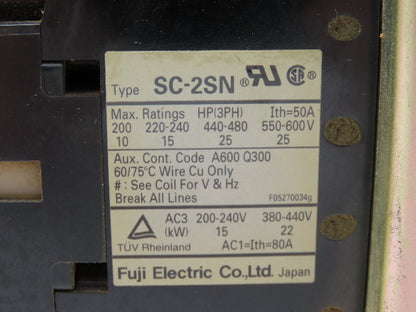 Type SC-2SN
Max. Ratings HP(3PH) Ith=50A
200 220-240 440-480 550-600V
10 15 25 25
Aux. Cont. Code A600 Q300
60/75°C Wire Cu Only
#: See Coil For V & Hz
Break All Lines F05270034g
AC3 200-240V 380-440V
(kW) 15 22
TÜV Rheinland AC1=Ith=80A
Fuji Electric Co.,Ltd. Japan